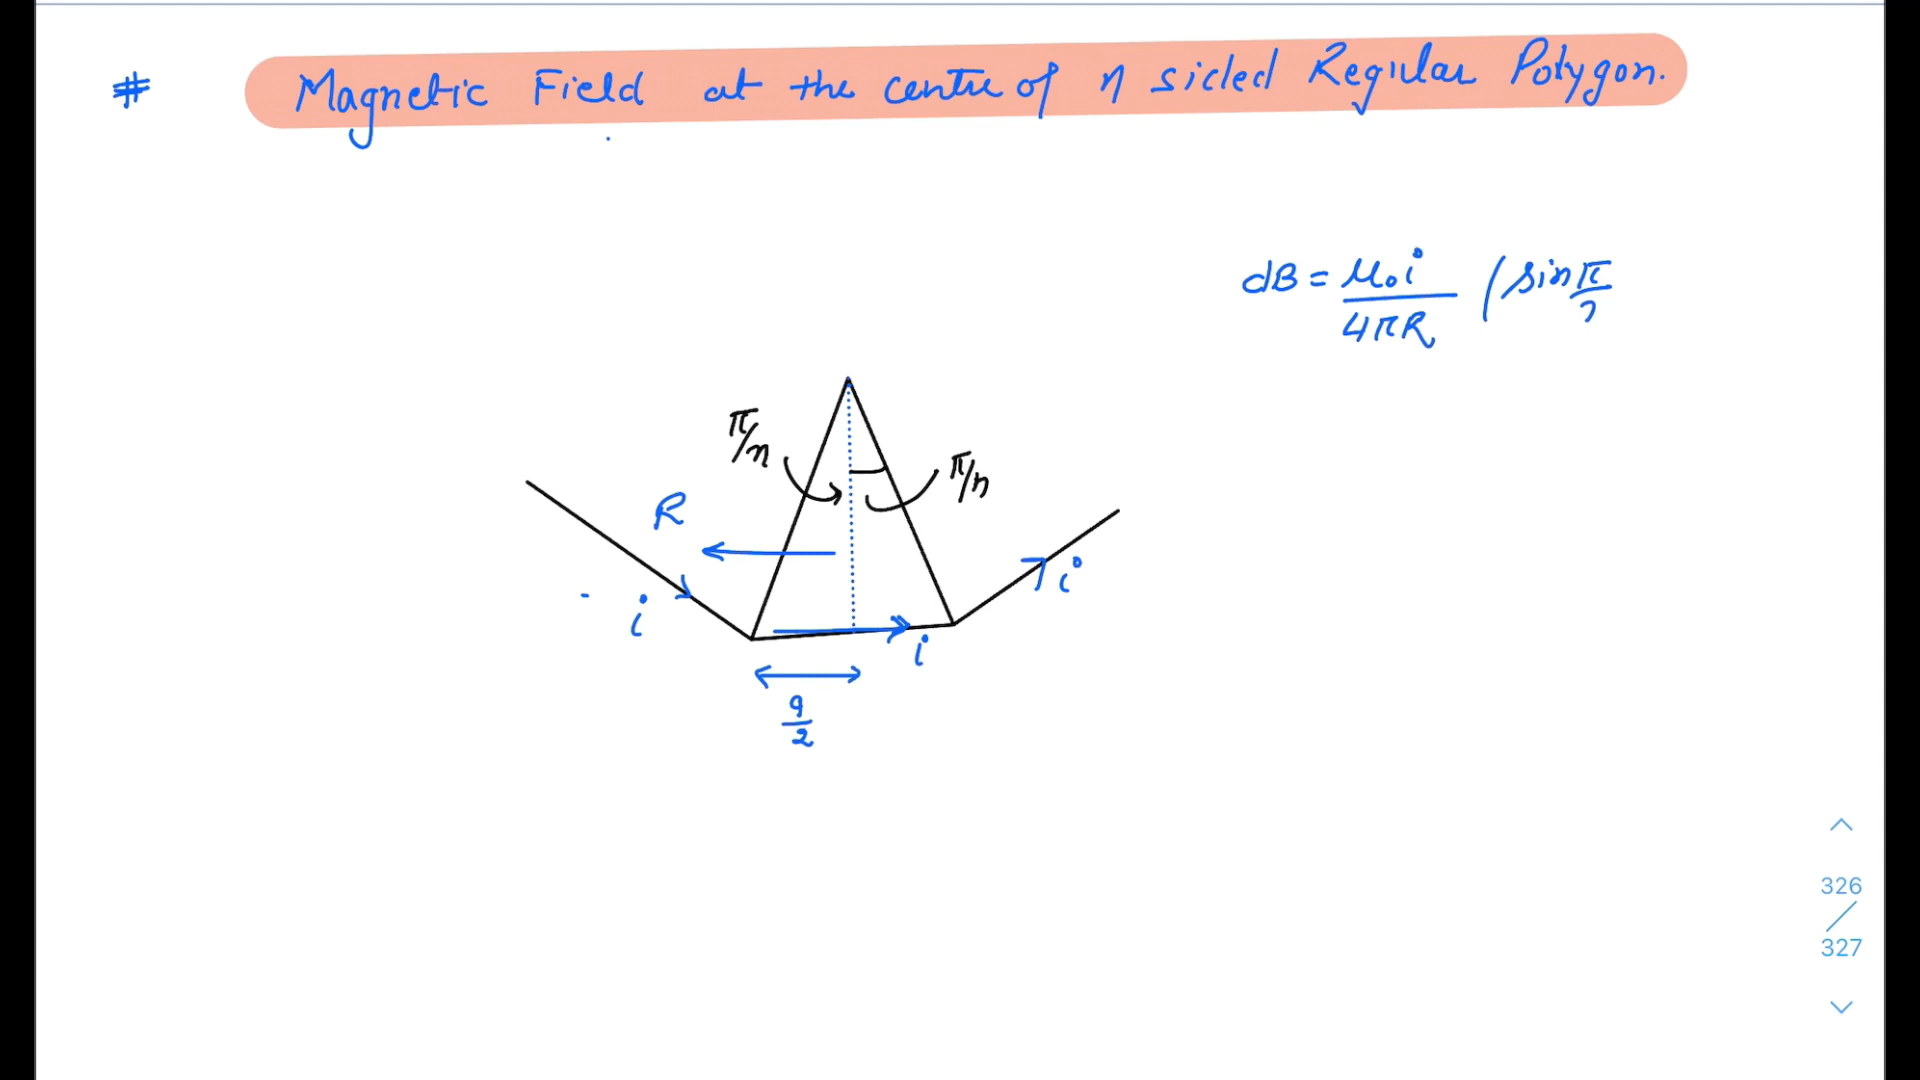 # Magnetic Field at the centre of n sided Regular Polygon.
dB = μ₀i / 4πR (sin π
π/n
π/n
R
i
i
i
a/2
326
/
327